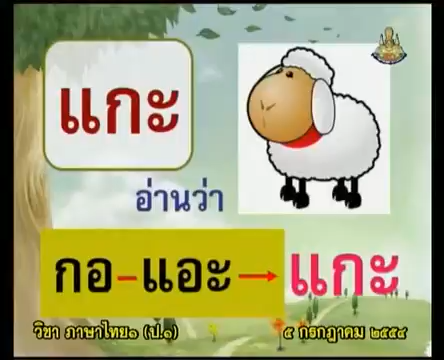 แกะ
อ่านว่า
กอ-แอะ→แกะ
วิชา ภาษาไทย๑ (ป.๑) ๕ กรกฎาคม ๒๕๕๔